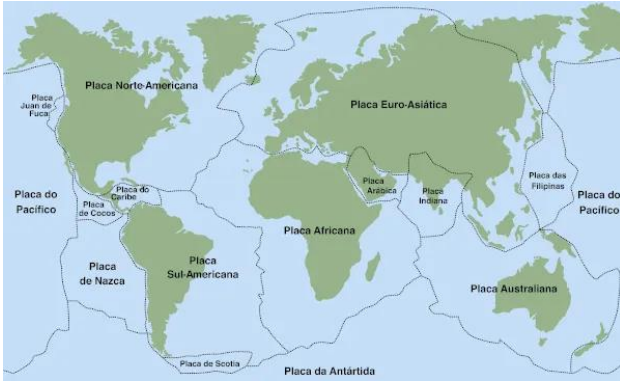 Placa Norte-Americana
Placa
Juan de
Fuca
Placa Euro-Asiática
Placa do
Pacífico
Placa do
Caribe
Placa
de Cocos
Placa
Arábica
Placa
Indiana
Placa das
Filipinas
Placa do
Pacífico
Placa Africana
Placa
Sul-Americana
Placa
de Nazca
Placa Australiana
Placa de Scotia
Placa da Antártida